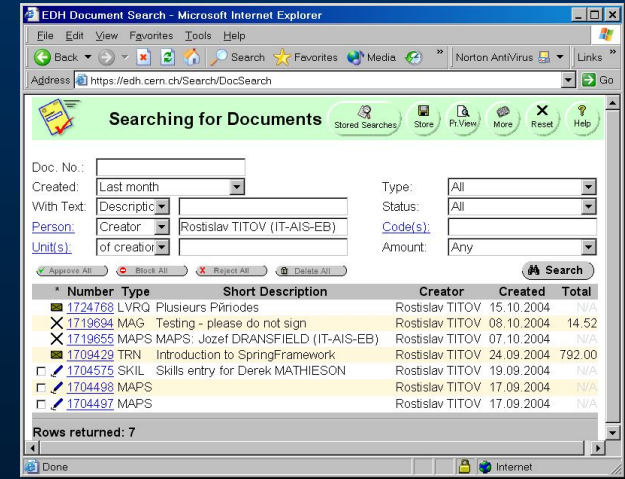 EDH Document Search - Microsoft Internet Explorer
File Edit View Favorites Tools Help
Back Search Favorites Media » Norton AntiVirus Links »
Address https://edh.cern.ch/Search/DocSearch Go
Searching for Documents Stored Searches Store Pr.View More Reset Help
Doc. No.:
Created: Last month Type: All
With Text: Descriptic Status: All
Person: Creator Rostislav TITOV (IT-AIS-EB) Code(s):
Unit(s): of creation Amount: Any
Approve All Block All Reject All Delete All Search
* Number Type Short Description Creator Created Total
1724768 LVRQ Plusieurs Pйriodes Rostislav TITOV 15.10.2004 N/A
1719694 MAG Testing - please do not sign Rostislav TITOV 08.10.2004 14.52
1719655 MAPS MAPS: Jozef DRANSFIELD (IT-AIS-EB) Rostislav TITOV 07.10.2004 N/A
1709429 TRN Introduction to SpringFramework Rostislav TITOV 24.09.2004 792.00
1704575 SKIL Skills entry for Derek MATHIESON Rostislav TITOV 19.09.2004 N/A
1704498 MAPS Rostislav TITOV 17.09.2004 N/A
1704497 MAPS Rostislav TITOV 17.09.2004 N/A
Rows returned: 7
Done Internet